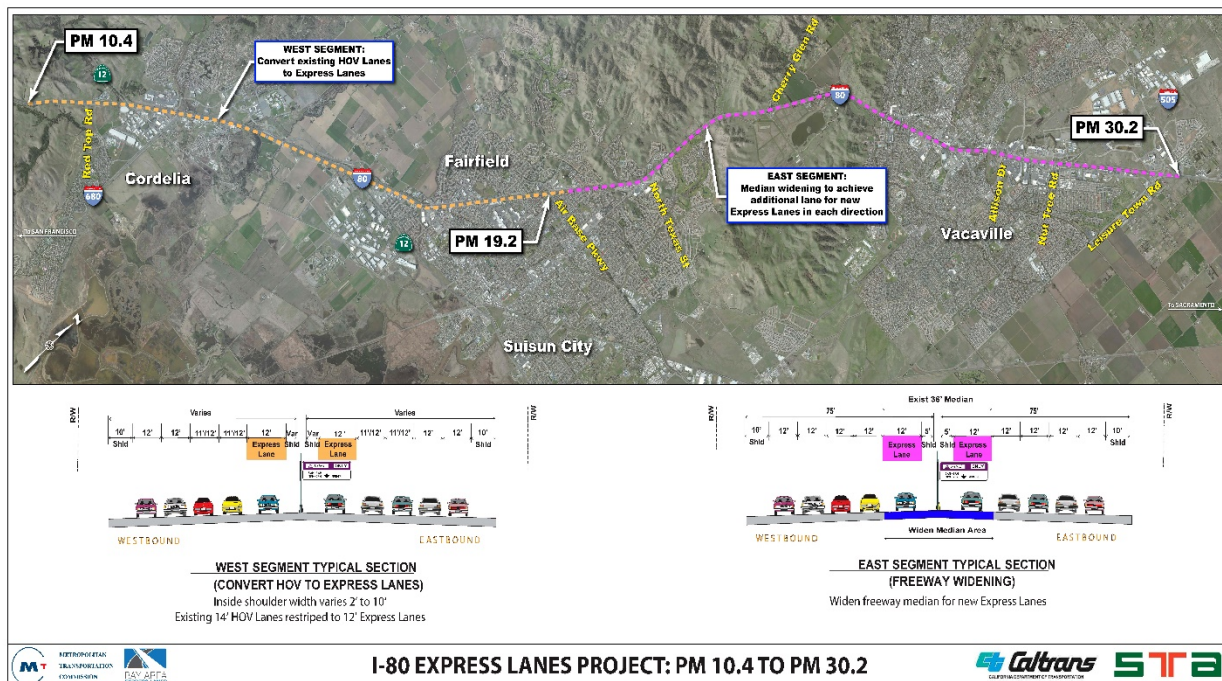 PM 10.4
12
WEST SEGMENT:
Convert existing HOV Lanes
to Express Lanes
Red Top Rd
Cordelia
680
TO SAN FRANCISCO
80
Fairfield
12
PM 19.2
Air Base Pkwy
North Texas St
Suisun City
Cherry Glen Rd
80
EAST SEGMENT:
Median widening to achieve
additional lane for new
Express Lanes in each direction
505
PM 30.2
Allison Dr
Nut Tree Rd
Leisure Town Rd
Vacaville
To SACRAMENTO
R/W
Varies
Varies
R/W
10' 12' 12' 11'/12' 11'/12' 12' Var Var 12' 11'/12' 11'/12' 12' 12' 10'
Shld Express Lane Shld Shld Express Lane Shld
ONLY
WESTBOUND
EASTBOUND
WEST SEGMENT TYPICAL SECTION
(CONVERT HOV TO EXPRESS LANES)
Inside shoulder width varies 2' to 10'
Existing 14' HOV Lanes restriped to 12' Express Lanes
R/W
Exist 36' Median
75'
75'
R/W
10' 12' 12' 12' 12' 12' 5' 5' 12' 12' 12' 12' 12' 10'
Shld Express Lane Shld Shld Express Lane Shld
ONLY
Widen Median Area
WESTBOUND
EASTBOUND
EAST SEGMENT TYPICAL SECTION
(FREEWAY WIDENING)
Widen freeway median for new Express Lanes
METROPOLITAN
TRANSPORTATION
COMMISSION
BAY AREA
I-80 EXPRESS LANES PROJECT: PM 10.4 TO PM 30.2
Caltrans
CALIFORNIA DEPARTMENT OF TRANSPORTATION
STA